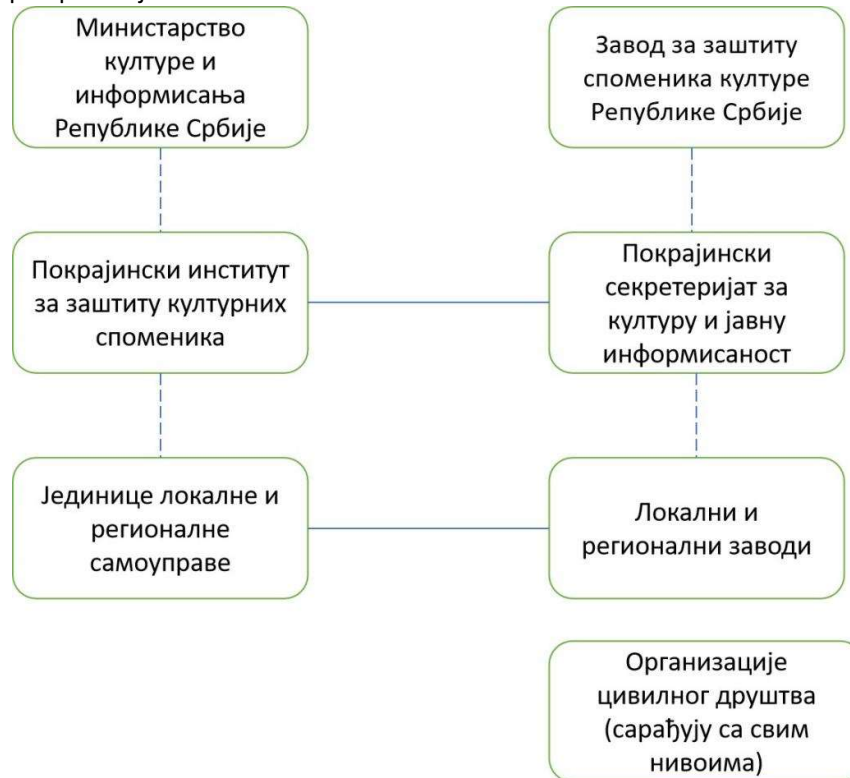 Министарство
културе и
информисања
Републике Србије
Завод за заштиту
споменика културе
Републике Србије
Покрајински институт
за заштиту културних
споменика
Покрајински
секретеријат за
културу и јавну
информисаност
Јединице локалне и
регионалне
самоуправе
Локални и
регионални заводи
Организације
цивилног друштва
(сарађују са свим
нивоима)